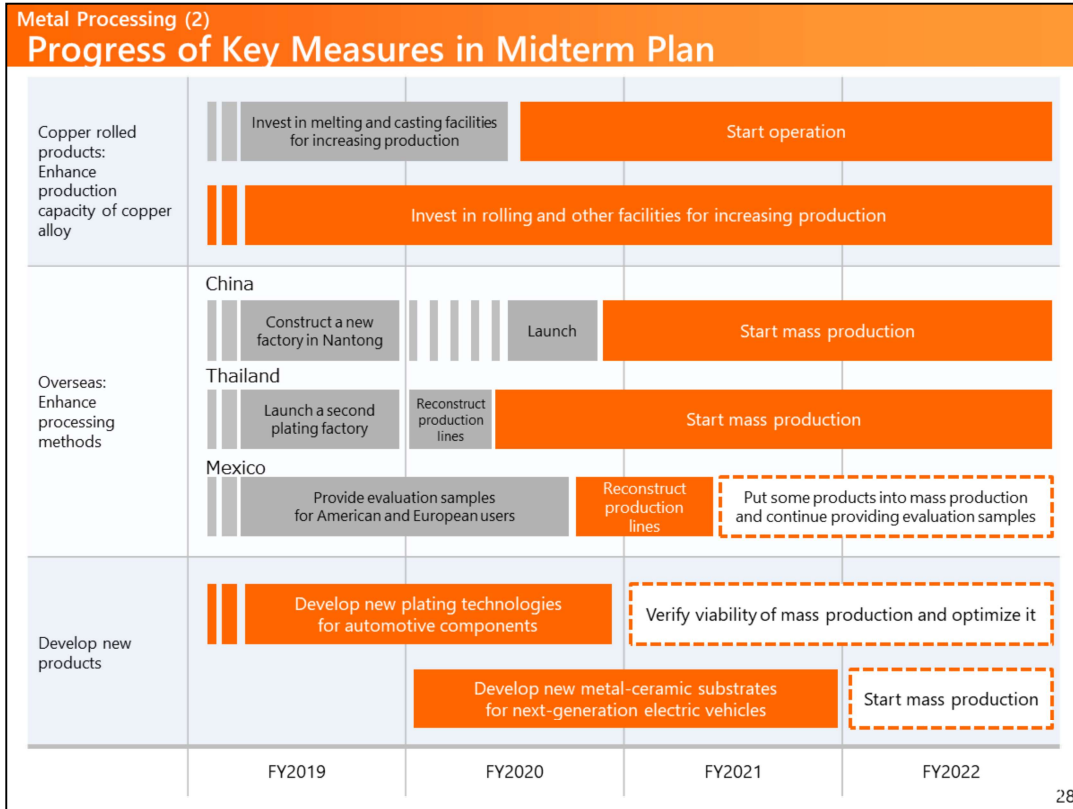 Metal Processing (2)
Progress of Key Measures in Midterm Plan
Copper rolled
products:
Enhance
production
capacity of copper
alloy
Invest in melting and casting facilities
for increasing production
Start operation
Invest in rolling and other facilities for increasing production
Overseas:
Enhance
processing
methods
China
Construct a new
factory in Nantong
Launch
Start mass production
Thailand
Launch a second
plating factory
Reconstruct
production
lines
Start mass production
Mexico
Provide evaluation samples
for American and European users
Reconstruct
production
lines
Put some products into mass production
and continue providing evaluation samples
Develop new
products
Develop new plating technologies
for automotive components
Verify viability of mass production and optimize it
Develop new metal-ceramic substrates
for next-generation electric vehicles
Start mass production
FY2019
FY2020
FY2021
FY2022
28